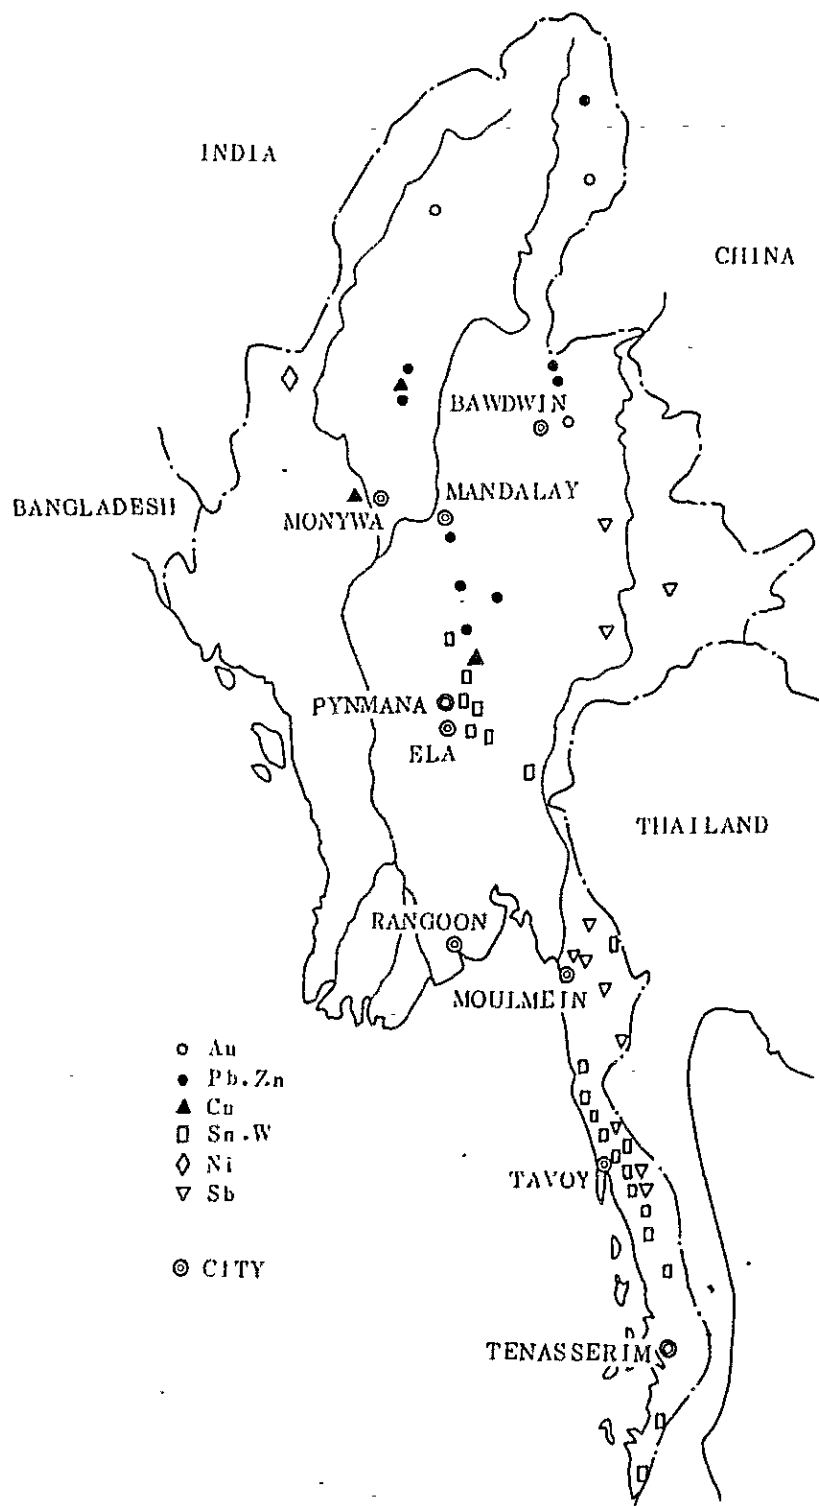 INDIA
CHINA
BAWDWIN
MANDALAY
BANGLADESH
MONYWA
PYNMANA
ELA
THAILAND
RANGOON
MOULMEIN
Au
Pb.Zn
Cu
Sn.W
Ni
Sb
TAVOY
CITY
TENASSERIM